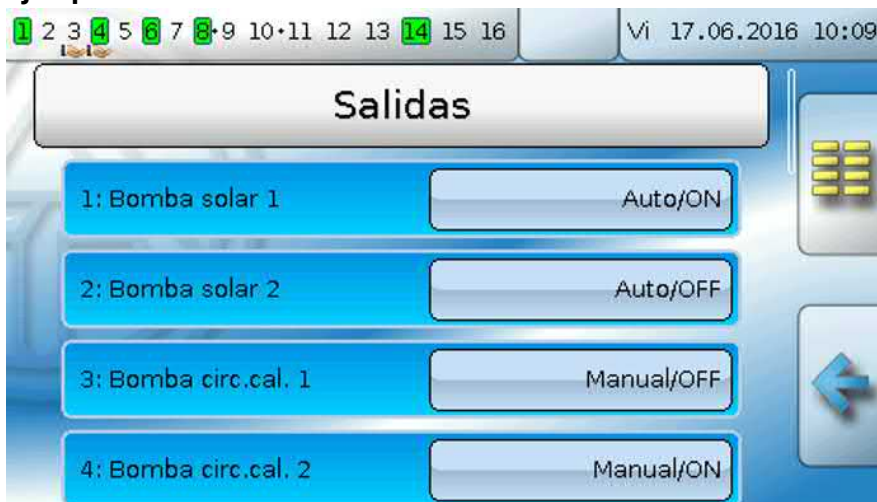 1 2 3 4 5 6 7 8·9 10·11 12 13 14 15 16 Vi 17.06.2016 10:09
Salidas
1: Bomba solar 1 Auto/ON
2: Bomba solar 2 Auto/OFF
3: Bomba circ.cal. 1 Manual/OFF
4: Bomba circ.cal. 2 Manual/ON